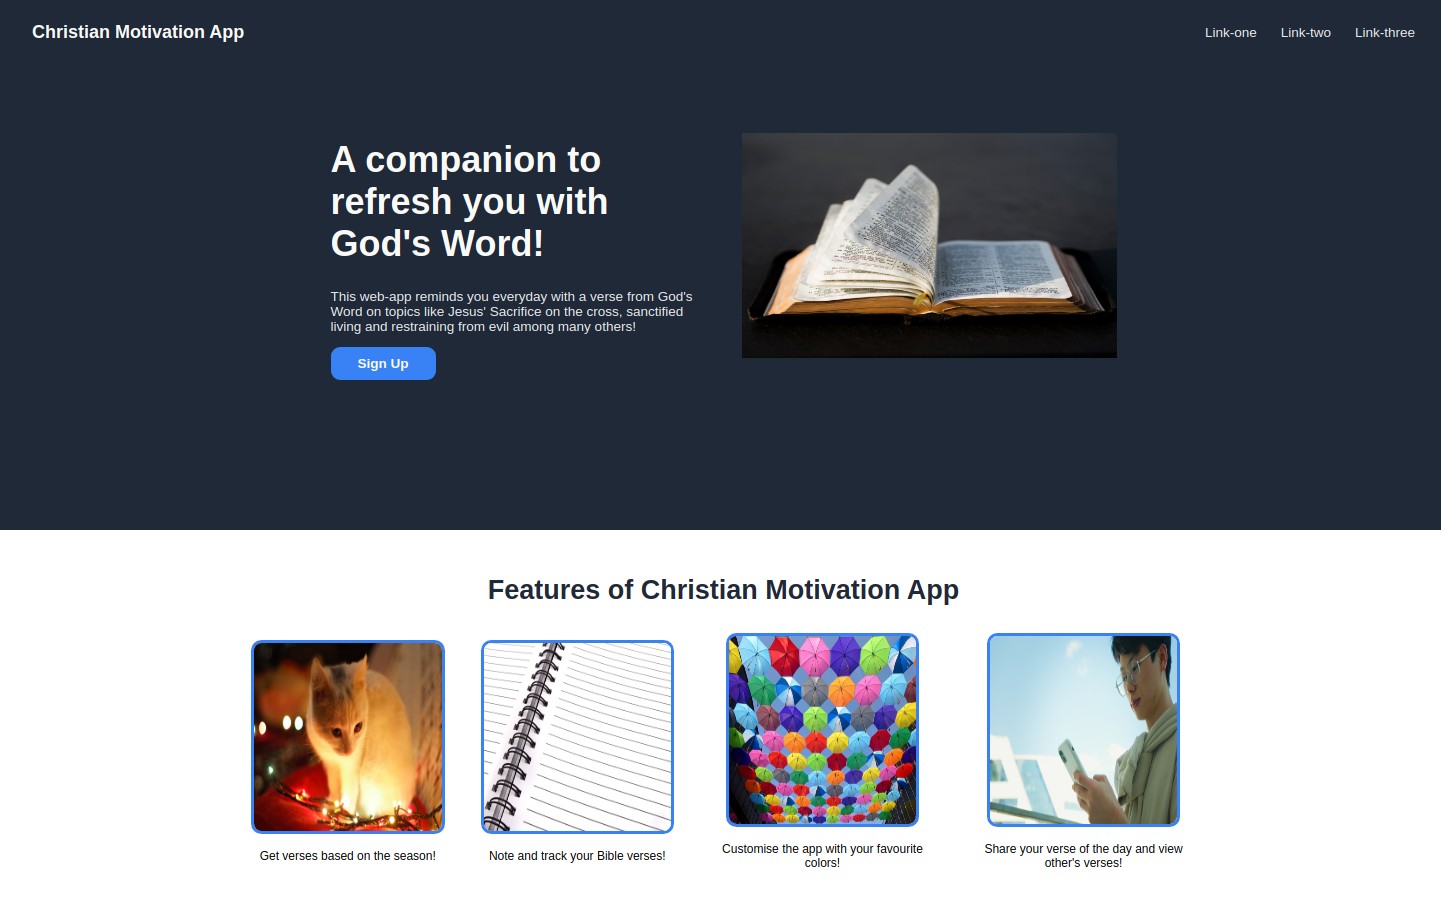 Christian Motivation App
Link-one Link-two Link-three
A companion to
refresh you with
God's Word!
This web-app reminds you everyday with a verse from God's
Word on topics like Jesus' Sacrifice on the cross, sanctified
living and restraining from evil among many others!
Sign Up
Features of Christian Motivation App
Get verses based on the season!
Note and track your Bible verses!
Customise the app with your favourite
colors!
Share your verse of the day and view
other's verses!